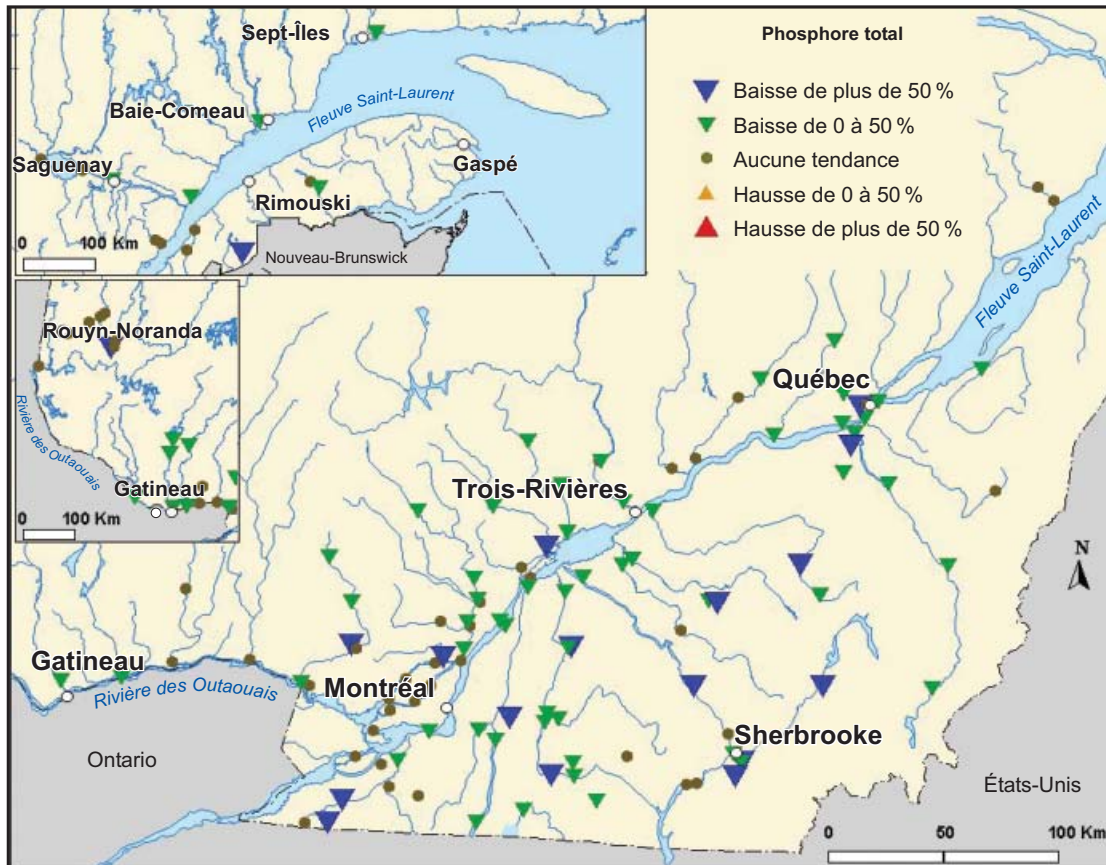 Sept-Îles
Baie-Comeau
Fleuve Saint-Laurent
Saguenay
Gaspé
Rimouski
0 100 Km
Nouveau-Brunswick
Phosphore total
Baisse de plus de 50 %
Baisse de 0 à 50 %
Aucune tendance
Hausse de 0 à 50 %
Hausse de plus de 50 %
Fleuve Saint-Laurent
Rouyn-Noranda
Rivière des Outaouais
Gatineau
0 100 Km
Québec
Trois-Rivières
N
Gatineau
Rivière des Outaouais
Montréal
Sherbrooke
Ontario
États-Unis
0 50 100 Km